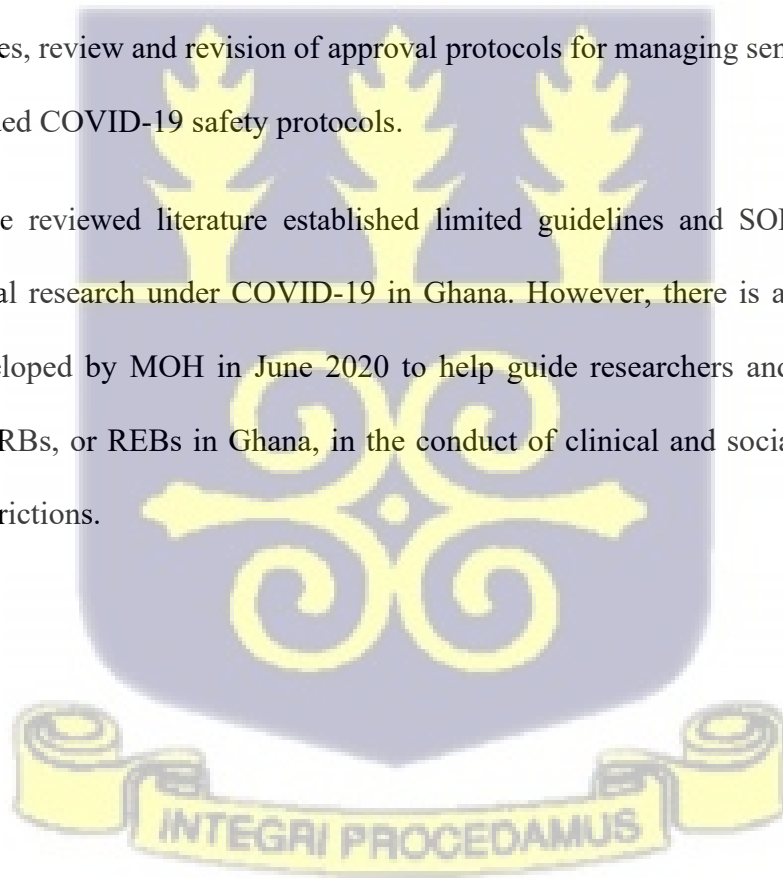 es, review and revision of approval protocols for managing sen
ed COVID-19 safety protocols.
e reviewed literature established limited guidelines and SO
al research under COVID-19 in Ghana. However, there is a
eloped by MOH in June 2020 to help guide researchers and
RBs, or REBs in Ghana, in the conduct of clinical and socia
rictions.
INTEGRI PROCEDAMUS